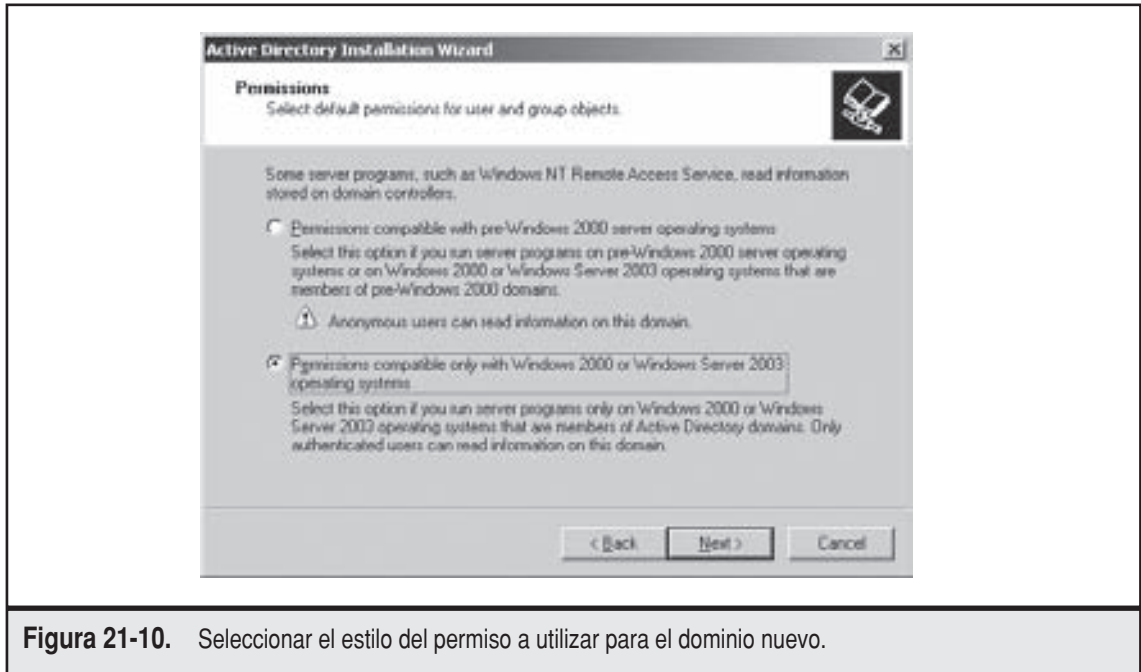 Active Directory Installation Wizard
Permissions
Select default permissions for user and group objects.
Some server programs, such as Windows NT Remote Access Service, read information
stored on domain controllers.
Permissions compatible with pre-Windows 2000 server operating systems
Select this option if you run server programs on pre-Windows 2000 server operating
systems or on Windows 2000 or Windows Server 2003 operating systems that are
members of pre-Windows 2000 domains.
Anonymous users can read information on this domain.
Permissions compatible only with Windows 2000 or Windows Server 2003
operating systems
Select this option if you run server programs only on Windows 2000 or Windows
Server 2003 operating systems that are members of Active Directory domains. Only
authenticated users can read information on this domain.
< Back Next > Cancel
Figura 21-10. Seleccionar el estilo del permiso a utilizar para el dominio nuevo.